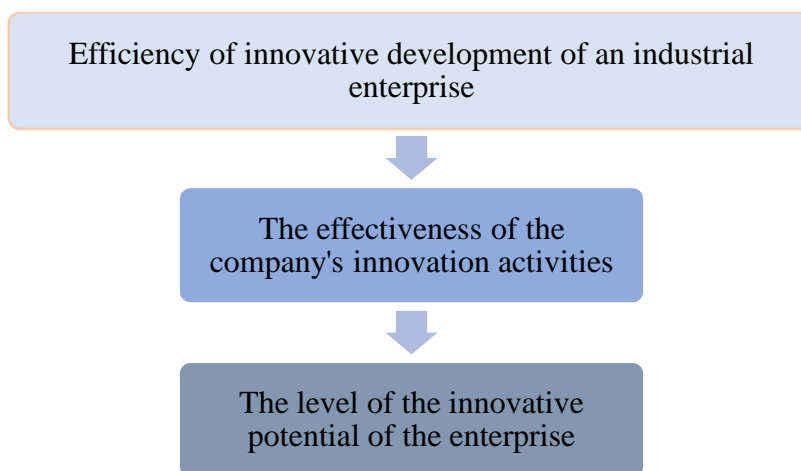 Efficiency of innovative development of an industrial
enterprise
The effectiveness of the
company's innovation activities
The level of the innovative
potential of the enterprise